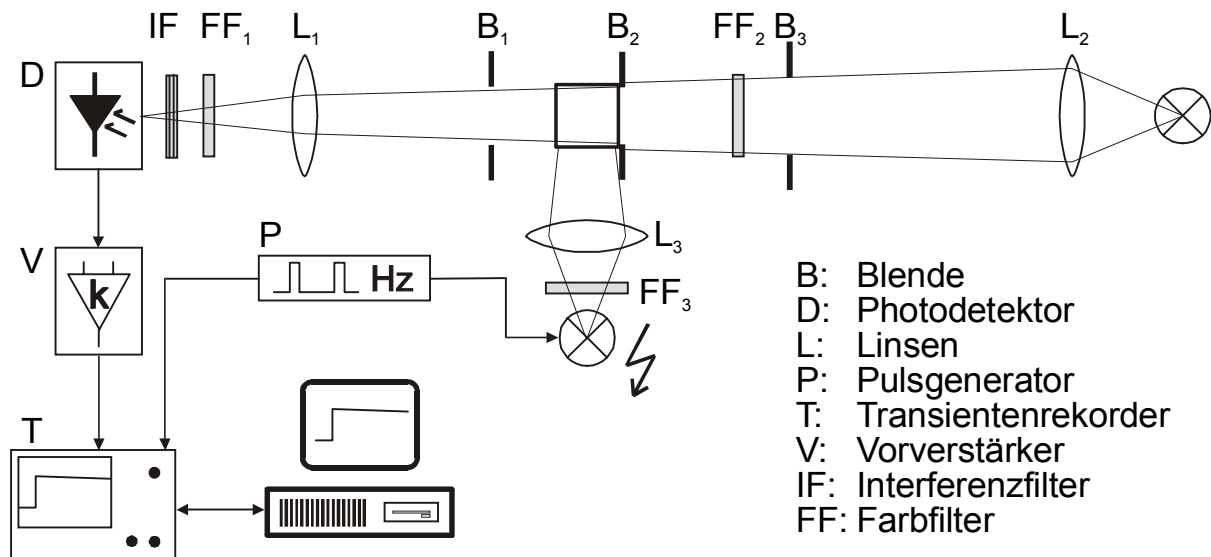 IF FF₁ L₁ B₁ B₂ FF₂ B₃ L₂
D
V
k
P
Hz
L₃
FF₃
T
B: Blende
D: Photodetektor
L: Linsen
P: Pulsgenerator
T: Transientenrekorder
V: Vorverstärker
IF: Interferenzfilter
FF: Farbfilter